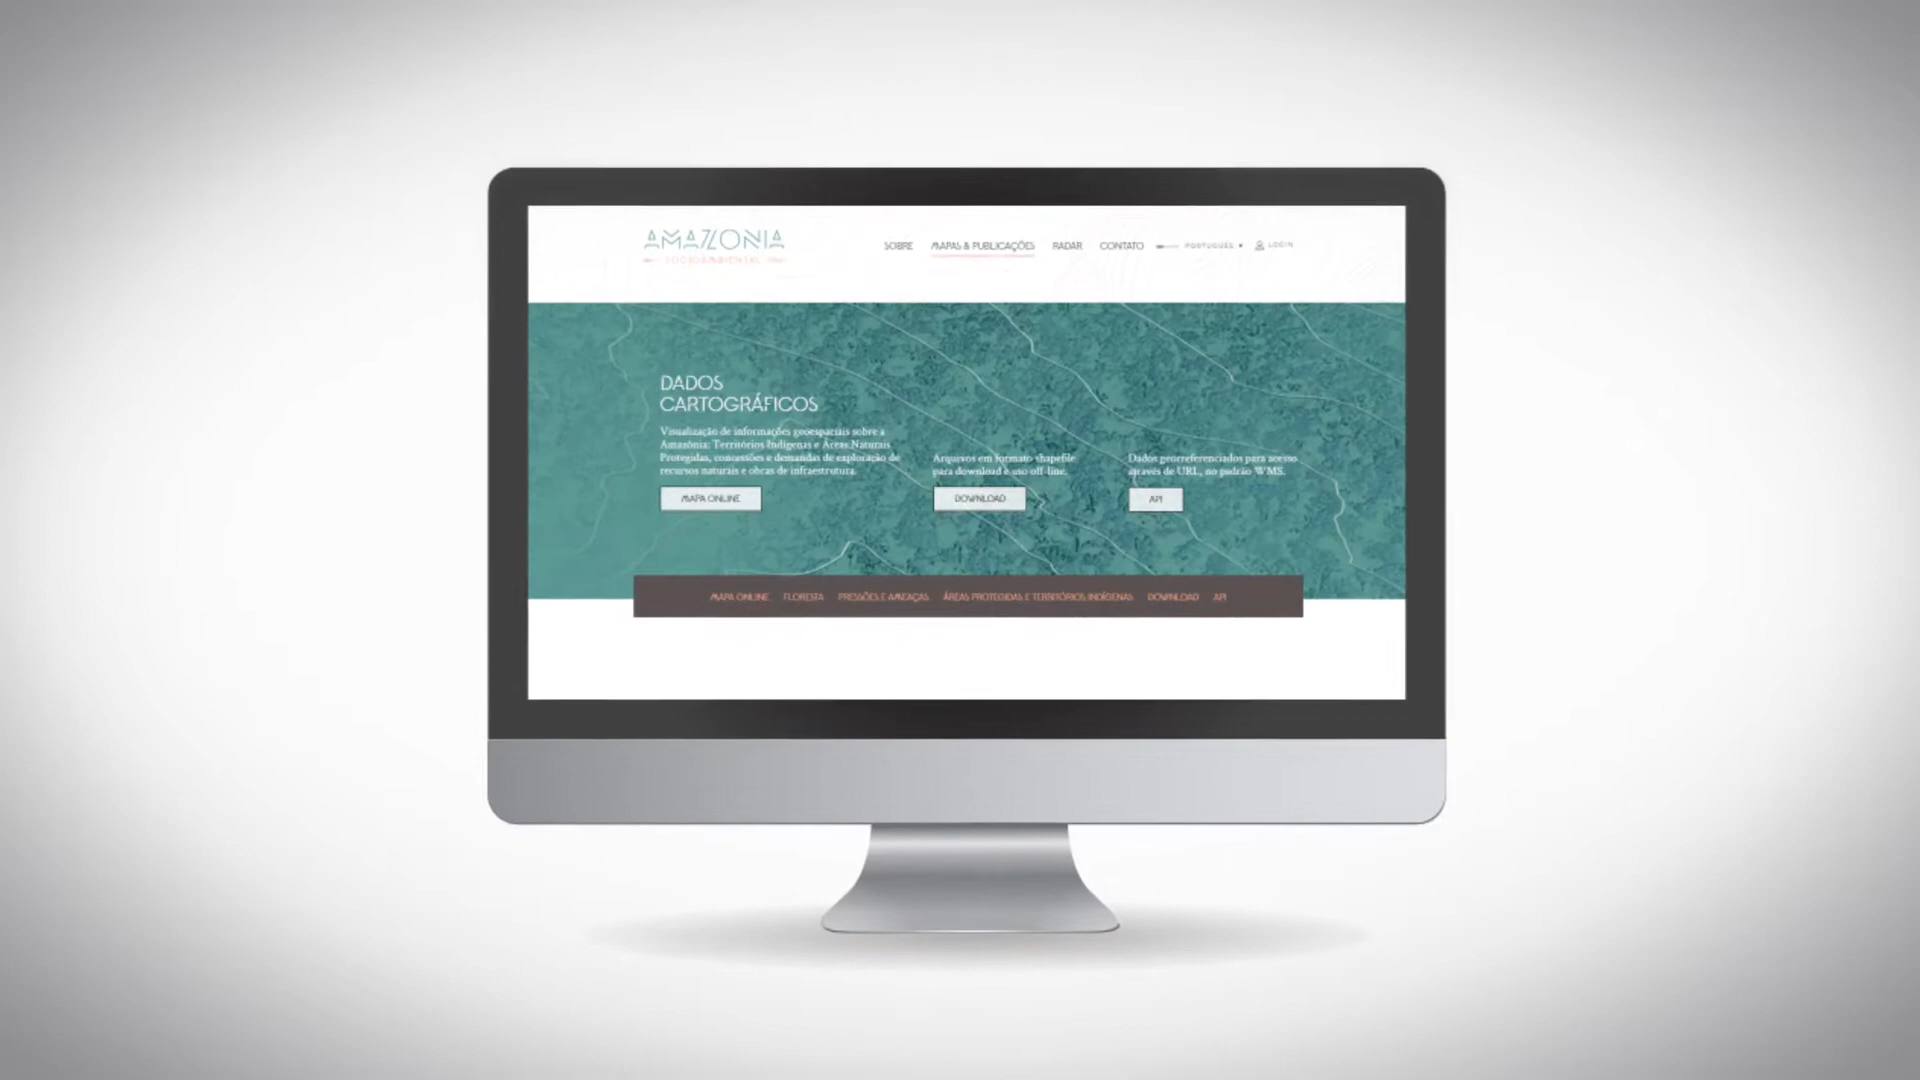 AMAZZONIA
SOCIOAMBIENTAL
SOBRE MAPAS & PUBLICAÇÕES RADAR CONTATO PORTUGUÊS LOGIN
DADOS
CARTOGRÁFICOS
Visualização de informações geoespaciais sobre a
Amazônia: Territórios Indígenas e Áreas Naturais
Protegidas, concessões e demandas de exploração de
recursos naturais e obras de infraestrutura.
MAPA ONLINE
Arquivos em formato shapefile
para download e uso off-line.
DOWNLOAD
Dados georreferenciados para acesso
através de URL, no padrão WMS.
API
MAPA ONLINE FLORESTA PRESSÕES E AMEAÇAS ÁREAS PROTEGIDAS E TERRITÓRIOS INDÍGENAS DOWNLOAD API